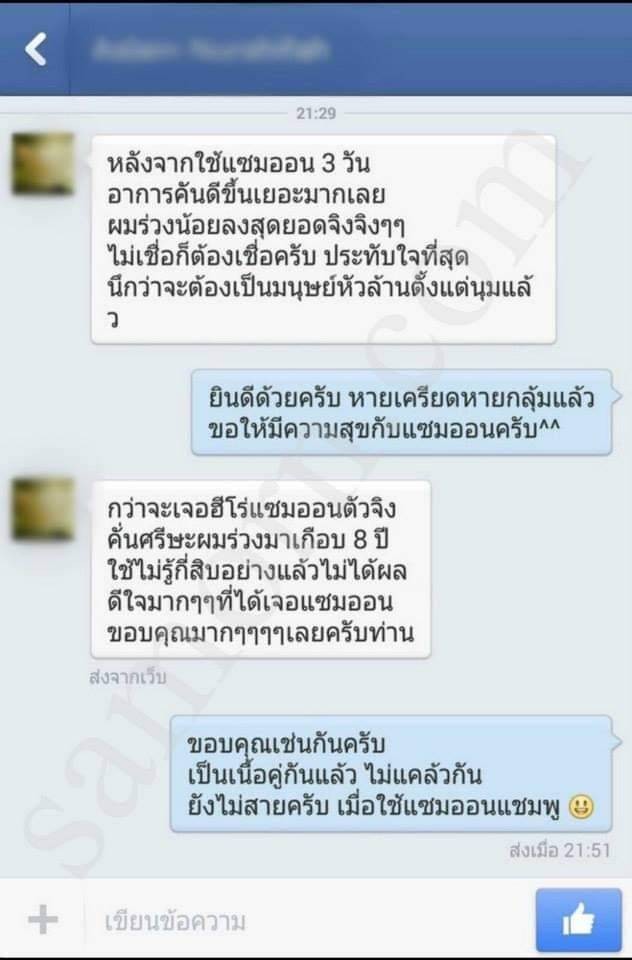 21:29
หลังจากใช้แซมออน 3 วัน
อาการคันดีขึ้นเยอะมากเลย
ผมร่วงน้อยลงสุดยอดจิงจิงๆๆ
ไม่เชื่อก็ต้องเชื่อครับ ประทับใจที่สุด
นึกว่าจะต้องเป็นมนุษย์หัวล้านตั้งแต่นุมแล้
ว
ยินดีด้วยครับ หายเครียดหายกลุ้มแล้ว
ขอให้มีความสุขกับแซมออนครับ^^
กว่าจะเจอฮีโร่แซมออนตัวจิง
คั่นศรีษะผมร่วงมาเกือบ 8 ปี
ใช้ไม่รู้กี่สิบอย่างแล้วไม่ได้ผล
ดีใจมากๆๆที่ได้เจอแซมออน
ขอบคุณมากๆๆๆๆเลยครับท่าน
ส่งจากเว็บ
ขอบคุณเช่นกันครับ
เป็นเนื้อคู่กันแล้ว ไม่แคล้วกัน
ยังไม่สายครับ เมื่อใช้แซมออนแชมพู 😃
ส่งเมื่อ 21:51
เขียนข้อความ
samorn.com